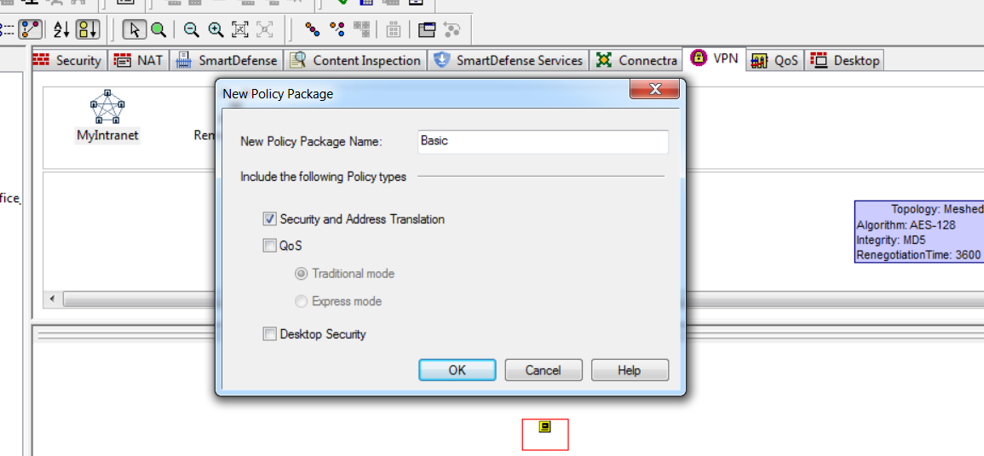 Security NAT SmartDefense Content Inspection SmartDefense Services Connectra VPN QoS Desktop
New Policy Package
MyIntranet
Rem
New Policy Package Name: Basic
Include the following Policy types
fice_
Security and Address Translation
Topology: Meshed
Algorithm: AES-128
Integrity: MD5
RenegotiationTime: 3600
QoS
Traditional mode
Express mode
Desktop Security
OK Cancel Help